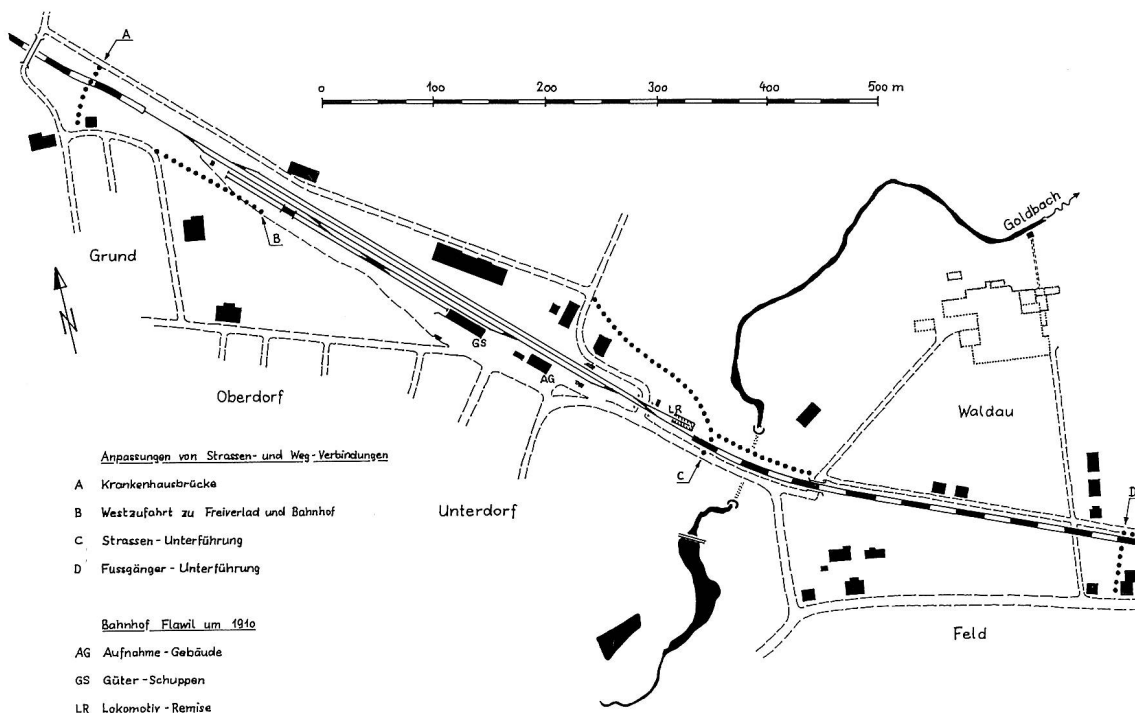 A
0 100 200 300 400 500 m
Goldbach
B
Grund
GS
AG
LR
Oberdorf
Waldau
C
Unterdorf
D
Feld
Anpassungen von Strassen- und Weg-Verbindungen
A Krankenhausbrücke
B Westzufahrt zu Freiverlad und Bahnhof
C Strassen-Unterführung
D Fussgänger-Unterführung
Bahnhof Flawil um 1910
AG Aufnahme-Gebäude
GS Güter-Schuppen
LR Lokomotiv-Remise